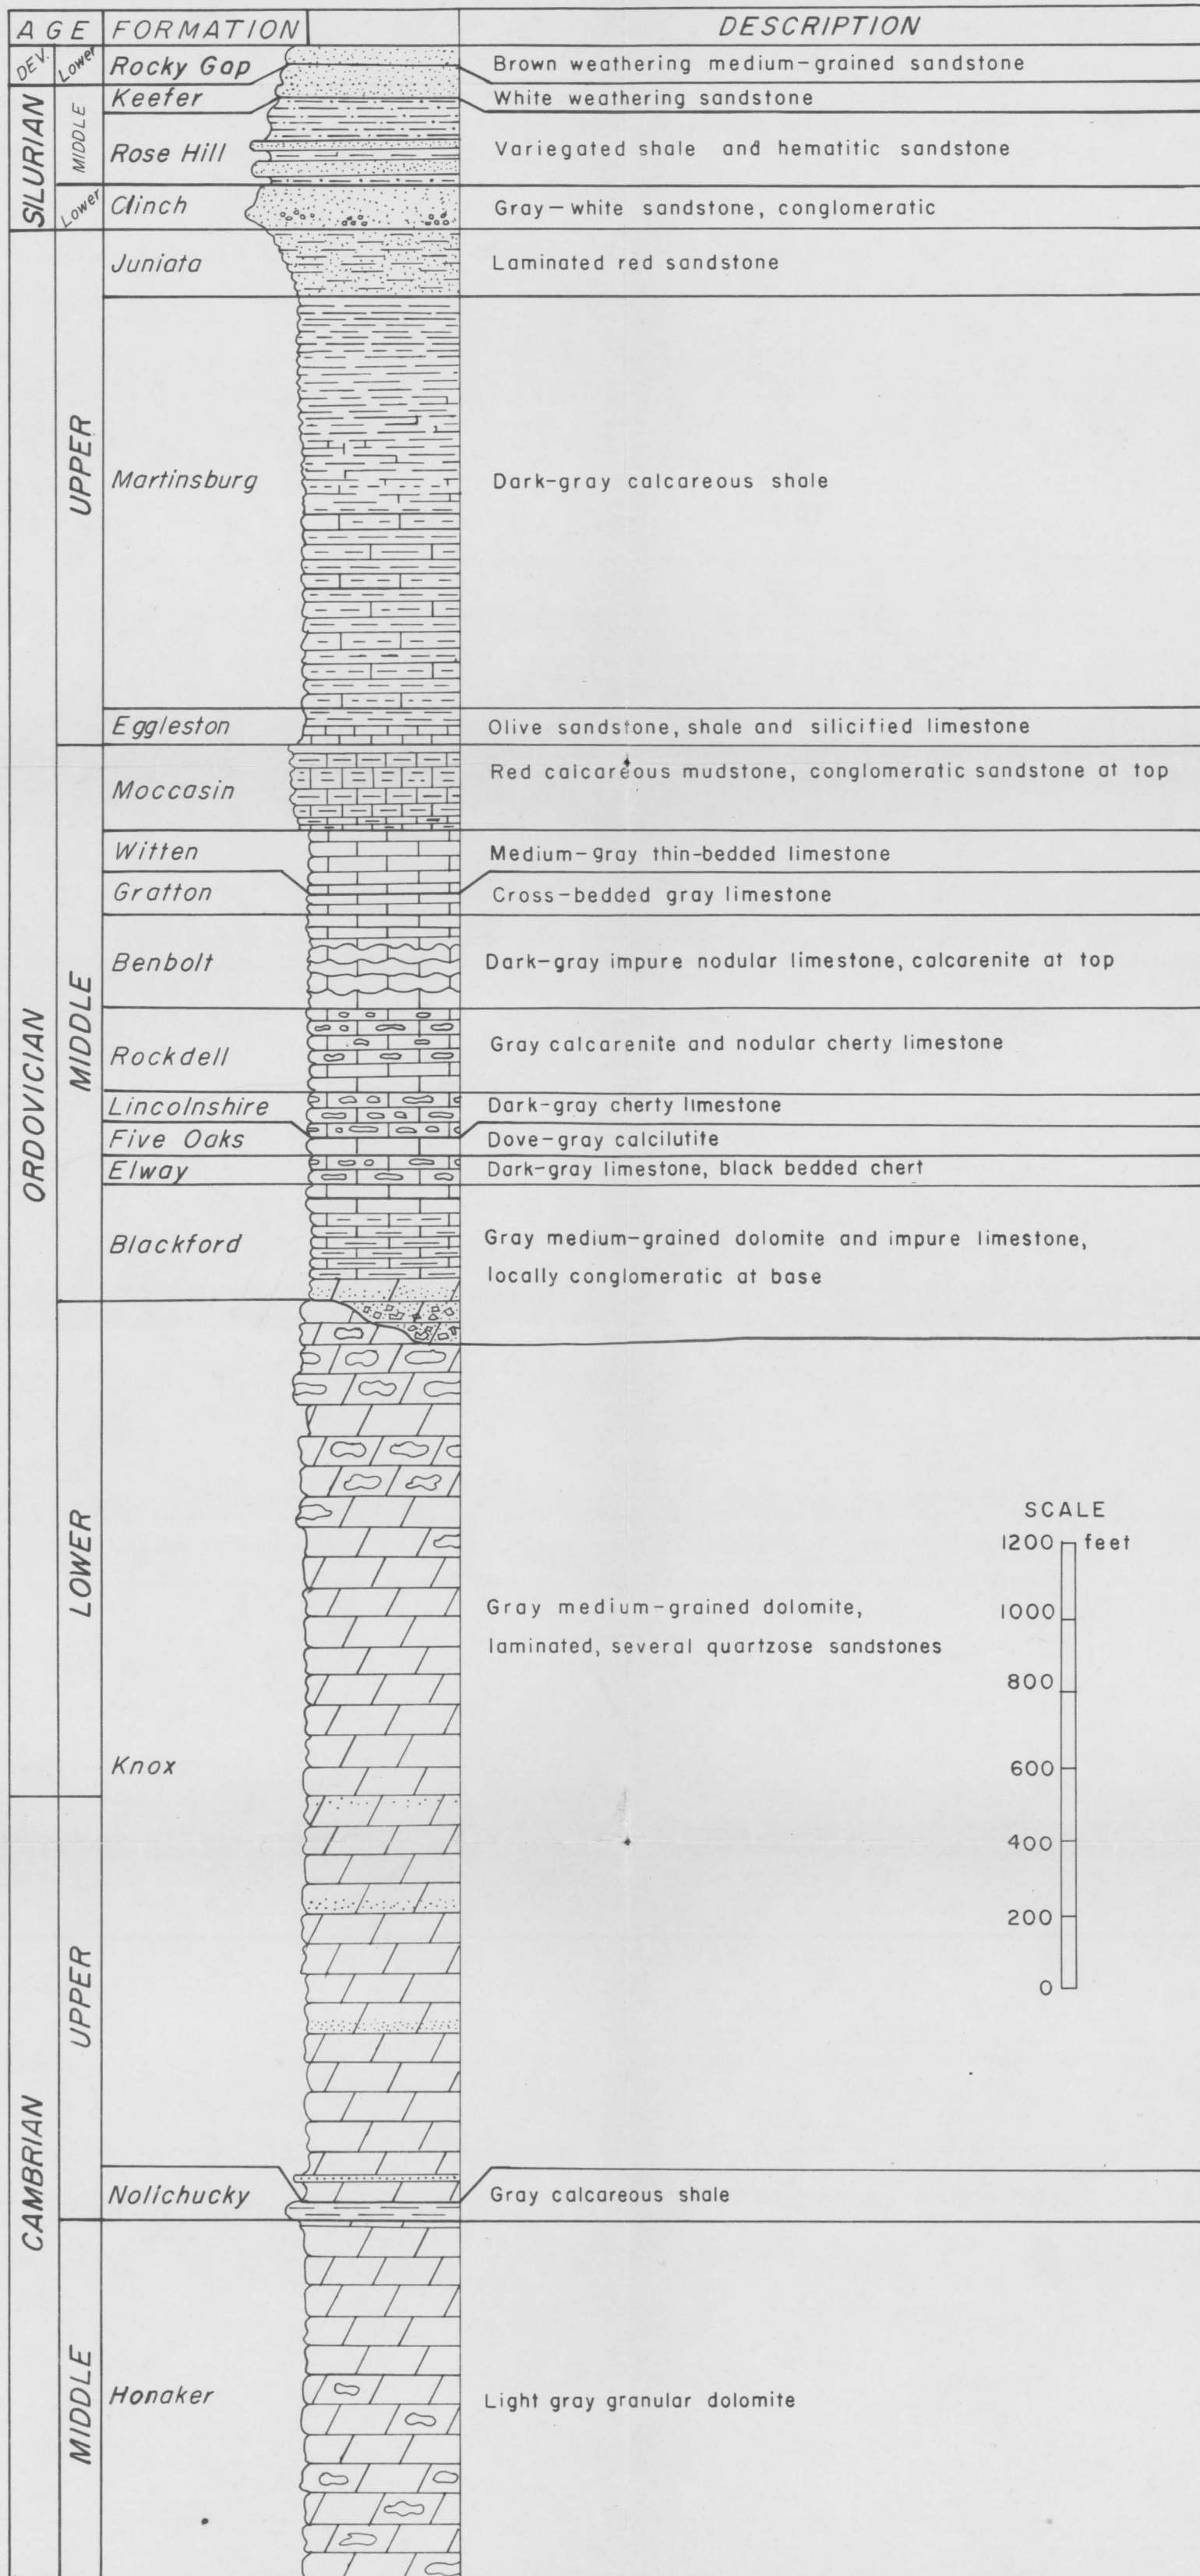 AGE FORMATION DESCRIPTION
DEV. Lower Rocky Gap Brown weathering medium-grained sandstone
SILURIAN MIDDLE Keefer White weathering sandstone
Rose Hill Variegated shale and hematitic sandstone
Lower Clinch Gray-white sandstone, conglomeratic
ORDOVICIAN UPPER Juniata Laminated red sandstone
Martinsburg Dark-gray calcareous shale
Eggleston Olive sandstone, shale and silicified limestone
MIDDLE Moccasin Red calcareous mudstone, conglomeratic sandstone at top
Witten Medium-gray thin-bedded limestone
Gratton Cross-bedded gray limestone
Benbolt Dark-gray impure nodular limestone, calcarenite at top
Rockdell Gray calcarenite and nodular cherty limestone
Lincolnshire Dark-gray cherty limestone
Five Oaks Dove-gray calcilutite
Elway Dark-gray limestone, black bedded chert
Blackford Gray medium-grained dolomite and impure limestone,
locally conglomeratic at base
LOWER
Knox Gray medium-grained dolomite,
laminated, several quartzose sandstones
SCALE
1200 feet
1000
800
600
400
200
0
CAMBRIAN UPPER
Nolichucky Gray calcareous shale
MIDDLE Honaker Light gray granular dolomite